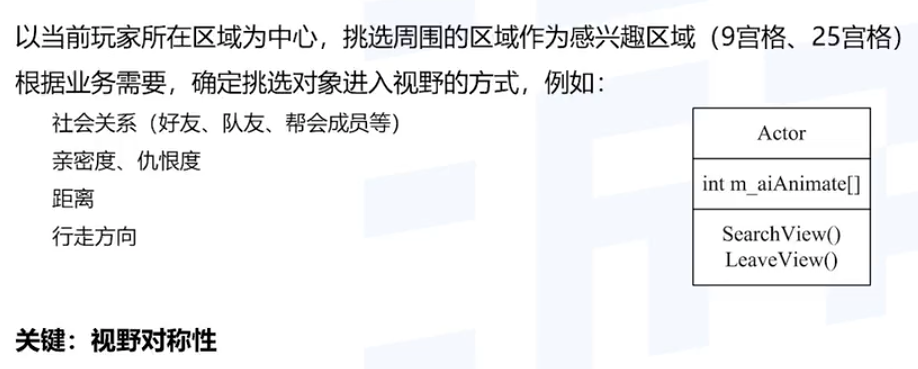 以当前玩家所在区域为中心，挑选周围的区域作为感兴趣区域（9宫格、25宫格）
根据业务需要，确定挑选对象进入视野的方式，例如：
社会关系（好友、队友、帮会成员等）
亲密度、仇恨度
距离
行走方向
Actor
int m_aiAnimate[]
SearchView()
LeaveView()
关键：视野对称性